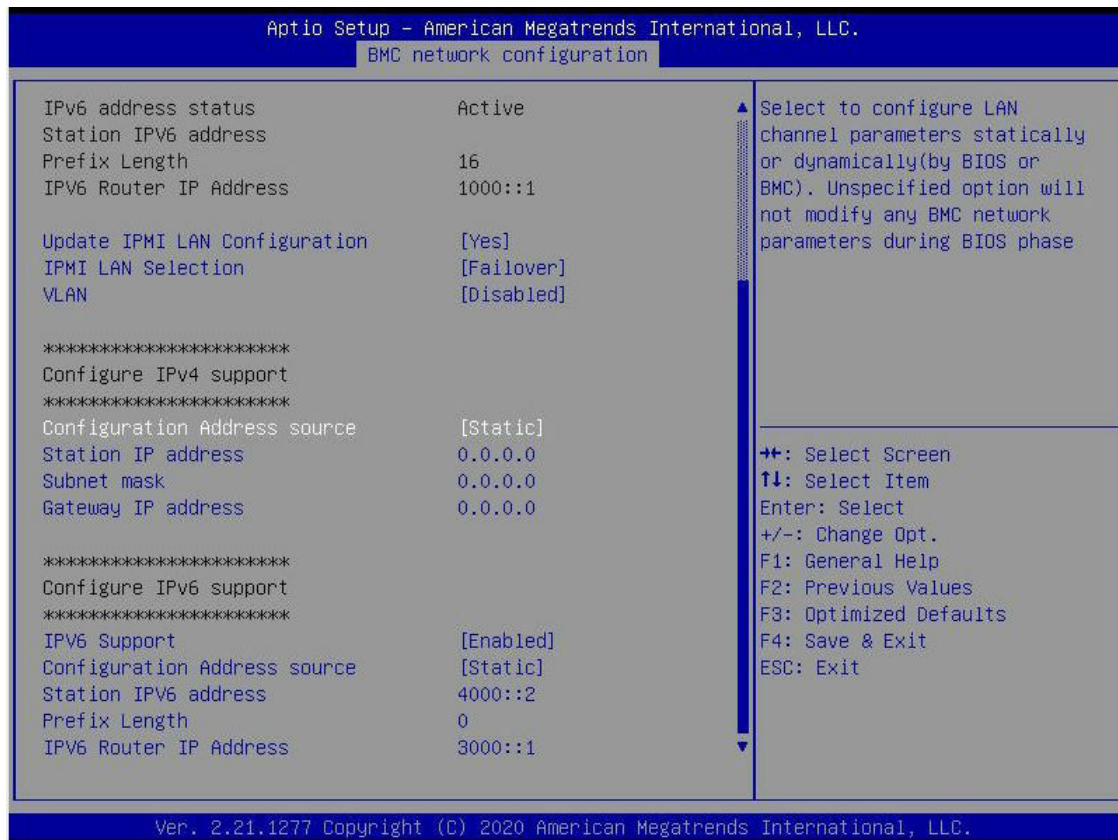 Aptio Setup – American Megatrends International, LLC.
BMC network configuration
IPv6 address status Active
Station IPV6 address
Prefix Length 16
IPV6 Router IP Address 1000::1
Update IPMI LAN Configuration [Yes]
IPMI LAN Selection [Failover]
VLAN [Disabled]
**********************
Configure IPv4 support
**********************
Configuration Address source [Static]
Station IP address 0.0.0.0
Subnet mask 0.0.0.0
Gateway IP address 0.0.0.0
**********************
Configure IPv6 support
**********************
IPV6 Support [Enabled]
Configuration Address source [Static]
Station IPV6 address 4000::2
Prefix Length 0
IPV6 Router IP Address 3000::1
Select to configure LAN
channel parameters statically
or dynamically(by BIOS or
BMC). Unspecified option will
not modify any BMC network
parameters during BIOS phase
→←: Select Screen
↑↓: Select Item
Enter: Select
+/-: Change Opt.
F1: General Help
F2: Previous Values
F3: Optimized Defaults
F4: Save & Exit
ESC: Exit
Ver. 2.21.1277 Copyright (C) 2020 American Megatrends International, LLC.